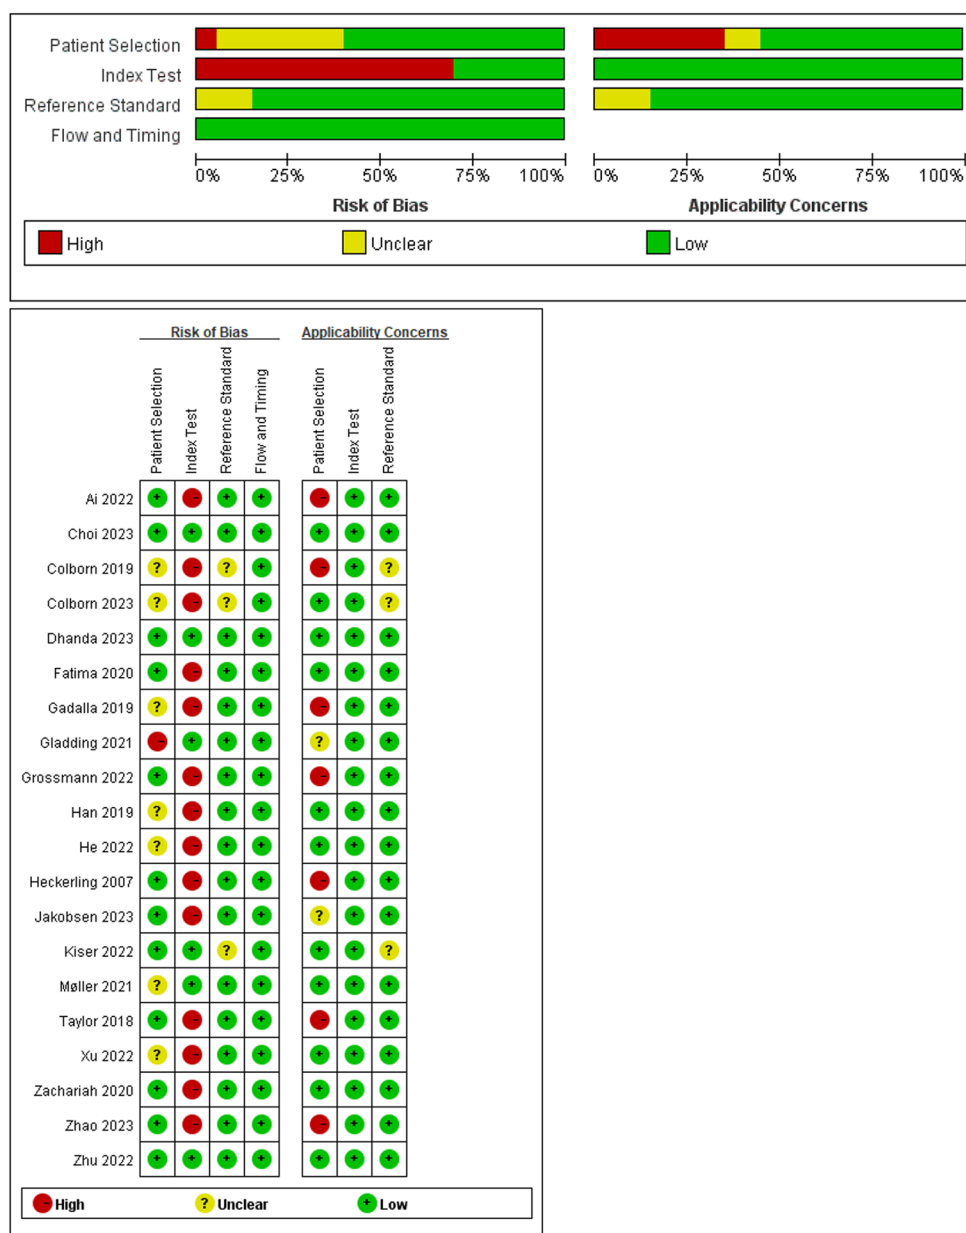 Patient Selection
Index Test
Reference Standard
Flow and Timing
0% 25% 50% 75% 100% 0% 25% 50% 75% 100%
Risk of Bias Applicability Concerns
High Unclear Low
Risk of Bias Applicability Concerns
Patient Selection
Index Test
Reference Standard
Flow and Timing
Patient Selection
Index Test
Reference Standard
Ai 2022 + - + + - + +
Choi 2023 + + + + + + +
Colborn 2019 ? - ? + - + ?
Colborn 2023 ? - ? + + + ?
Dhanda 2023 + + + + + + +
Fatima 2020 + - + + + + +
Gadalla 2019 ? - + + - + +
Gladding 2021 - + + + ? + +
Grossmann 2022 + - + + - + +
Han 2019 ? - + + + + +
He 2022 ? - + + + + +
Heckerling 2007 + - + + - + +
Jakobsen 2023 + - + + ? + +
Kiser 2022 + + ? + + + ?
Møller 2021 ? + + + + + +
Taylor 2018 + - + + - + +
Xu 2022 ? - + + + + +
Zachariah 2020 + - + + + + +
Zhao 2023 + - + + - + +
Zhu 2022 + + + + + + +
- High ? Unclear + Low